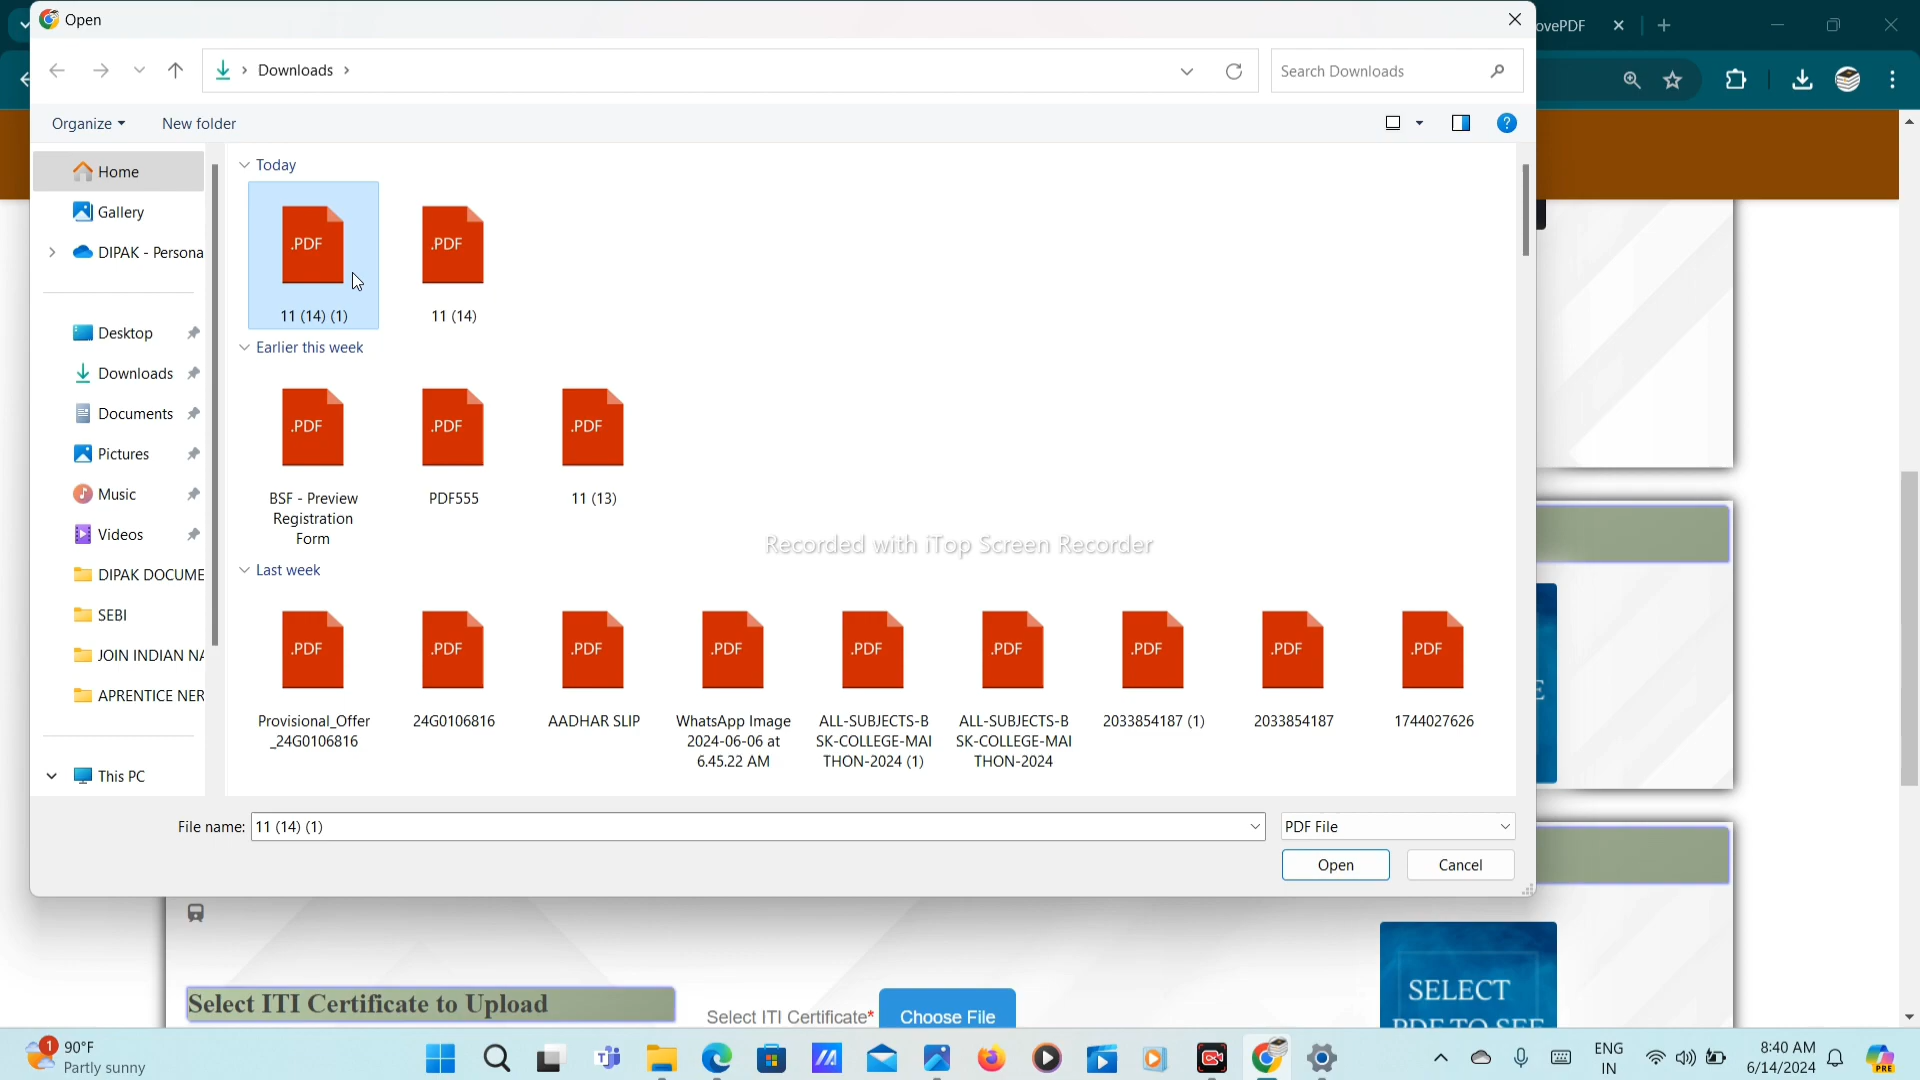 Open
ovePDF
Downloads
Search Downloads
Organize
New folder
Home
Gallery
DIPAK - Persona
Desktop
Downloads
Documents
Pictures
Music
Videos
DIPAK DOCUME
SEBI
JOIN INDIAN NA
APRENTICE NER
This PC
Today
.PDF
.PDF
11 (14) (1)
11 (14)
Earlier this week
.PDF
.PDF
.PDF
BSF - Preview
Registration
Form
PDF555
11 (13)
Recorded with iTop Screen Recorder
Last week
.PDF
.PDF
.PDF
.PDF
.PDF
.PDF
.PDF
.PDF
.PDF
Provisional_Offer
_24G0106816
24G0106816
AADHAR SLIP
WhatsApp Image
2024-06-06 at
6.45.22 AM
ALL-SUBJECTS-B
SK-COLLEGE-MAI
THON-2024 (1)
ALL-SUBJECTS-B
SK-COLLEGE-MAI
THON-2024
2033854187 (1)
2033854187
1744027626
File name: 11 (14) (1)
PDF File
Open
Cancel
E
Select ITI Certificate to Upload
Select ITI Certificate*
Choose File
SELECT
PDF TO SEE
1
90°F
Partly sunny
ENG
IN
8:40 AM
6/14/2024
PRE